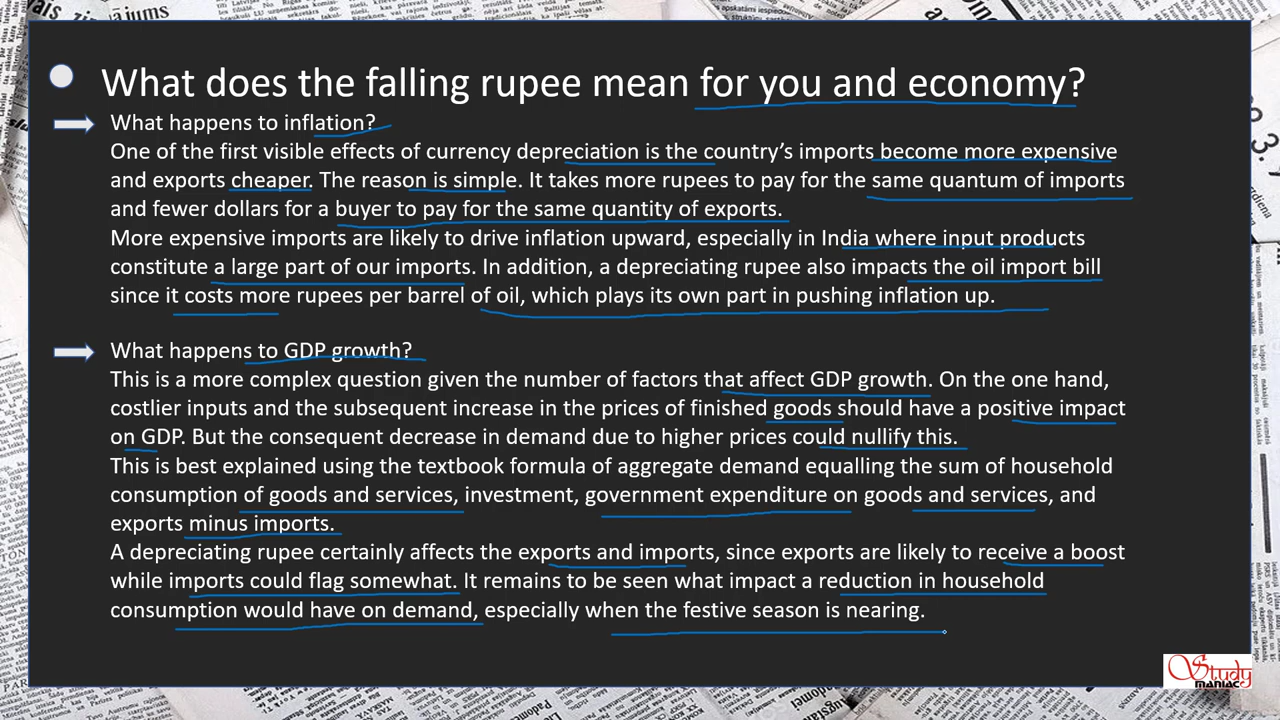 What does the falling rupee mean for you and economy?
What happens to inflation?
One of the first visible effects of currency depreciation is the country's imports become more expensive
and exports cheaper. The reason is simple. It takes more rupees to pay for the same quantum of imports
and fewer dollars for a buyer to pay for the same quantity of exports.
More expensive imports are likely to drive inflation upward, especially in India where input products
constitute a large part of our imports. In addition, a depreciating rupee also impacts the oil import bill
since it costs more rupees per barrel of oil, which plays its own part in pushing inflation up.
What happens to GDP growth?
This is a more complex question given the number of factors that affect GDP growth. On the one hand,
costlier inputs and the subsequent increase in the prices of finished goods should have a positive impact
on GDP. But the consequent decrease in demand due to higher prices could nullify this.
This is best explained using the textbook formula of aggregate demand equalling the sum of household
consumption of goods and services, investment, government expenditure on goods and services, and
exports minus imports.
A depreciating rupee certainly affects the exports and imports, since exports are likely to receive a boost
while imports could flag somewhat. It remains to be seen what impact a reduction in household
consumption would have on demand, especially when the festive season is nearing.
Study
MANIAC